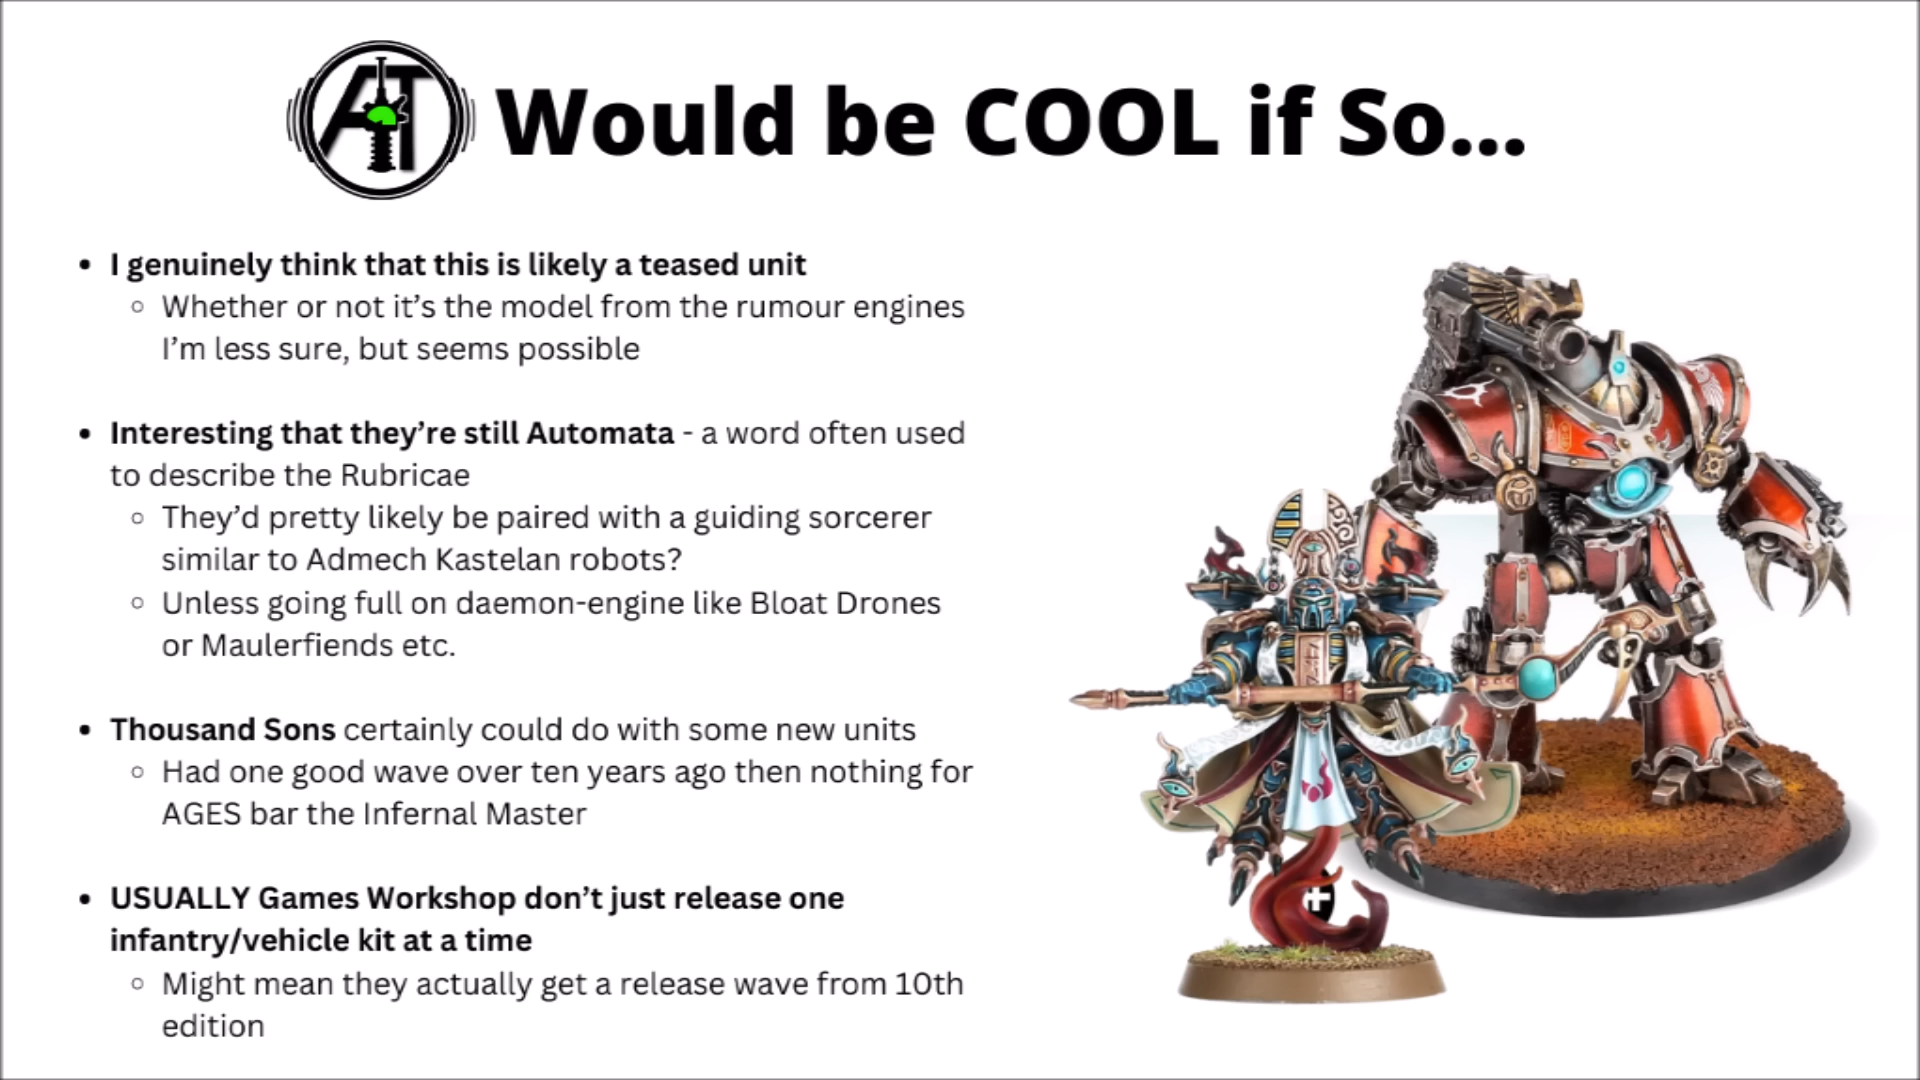 AT Would be COOL if So...
• I genuinely think that this is likely a teased unit
◦ Whether or not it’s the model from the rumour engines
I’m less sure, but seems possible
• Interesting that they’re still Automata - a word often used
to describe the Rubricae
◦ They’d pretty likely be paired with a guiding sorcerer
similar to Admech Kastelan robots?
◦ Unless going full on daemon-engine like Bloat Drones
or Maulerfiends etc.
• Thousand Sons certainly could do with some new units
◦ Had one good wave over ten years ago then nothing for
AGES bar the Infernal Master
• USUALLY Games Workshop don’t just release one
infantry/vehicle kit at a time
◦ Might mean they actually get a release wave from 10th
edition